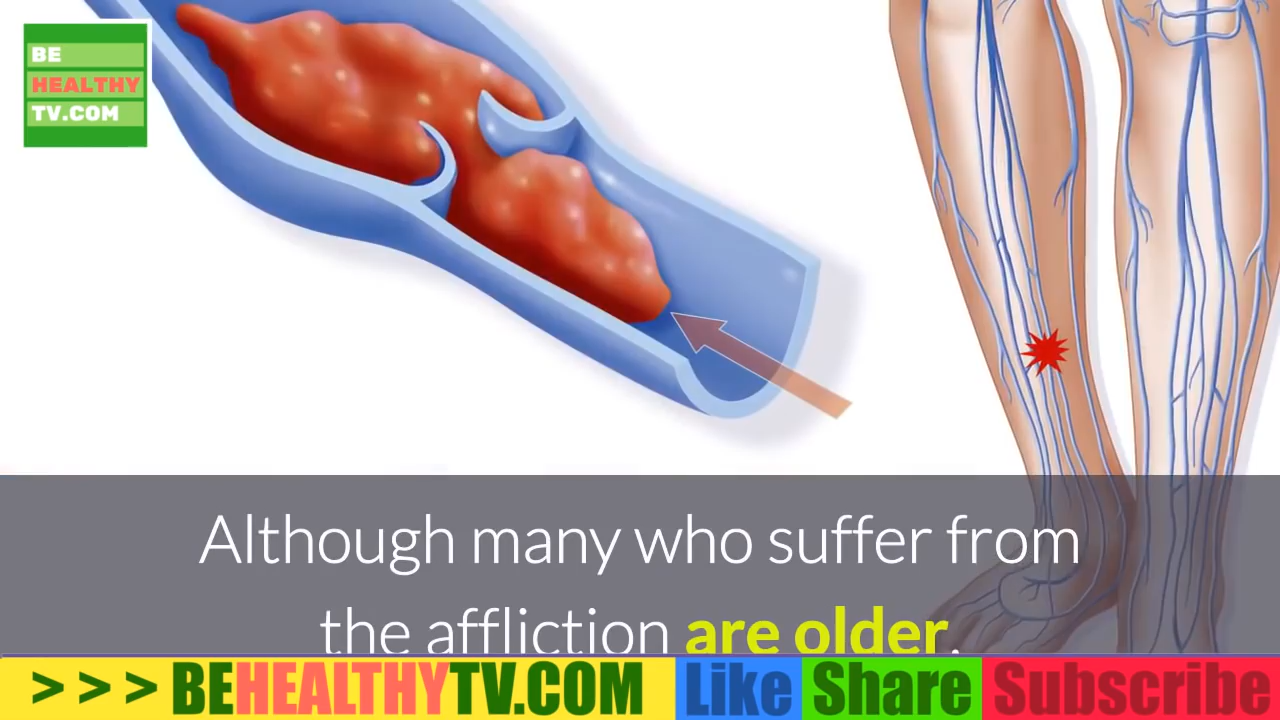 BE
HEALTHY
TV.COM
Although many who suffer from
the affliction are older,
> > > BEHEALTHYTV.COM Like Share Subscribe